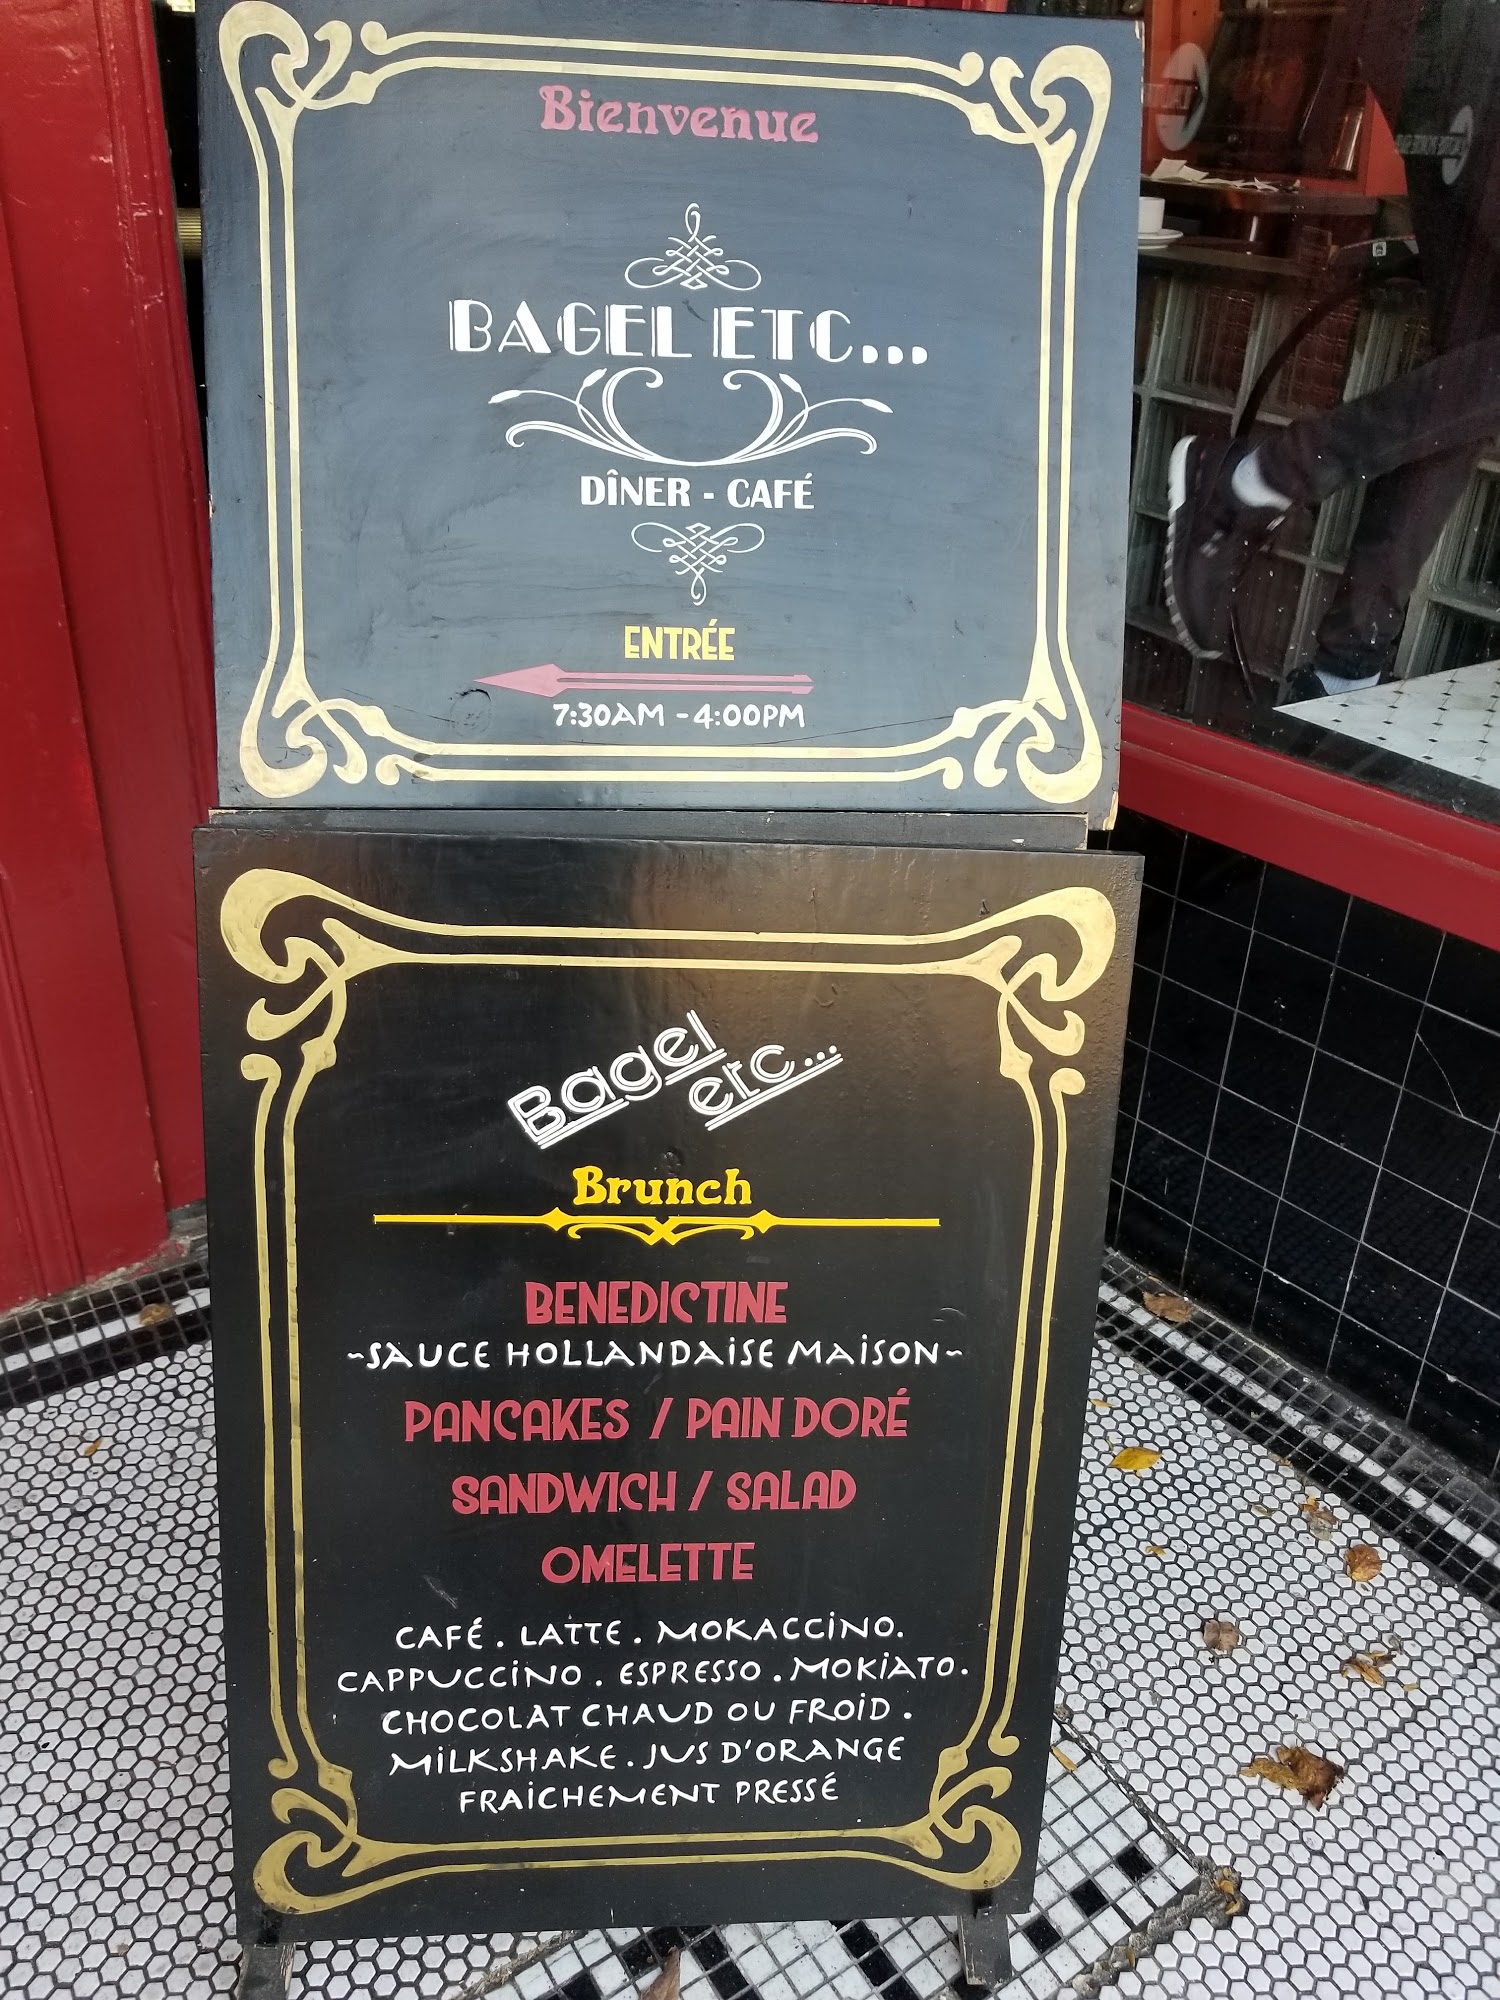 Bienvenue
BAGEL ETC...
DÎNER - CAFÉ
ENTRÉE
7:30AM - 4:00PM
Bagel
etc...
Brunch
BENEDICTINE
~SAUCE HOLLANDAISE MAISON~
PANCAKES / PAIN DORÉ
SANDWICH / SALAD
OMELETTE
CAFÉ . LATTE . MOKACCINO.
CAPPUCCINO . ESPRESSO . MOKIATO.
CHOCOLAT CHAUD OU FROID .
MILKSHAKE . JUS D'ORANGE
FRAICHEMENT PRESSÉ